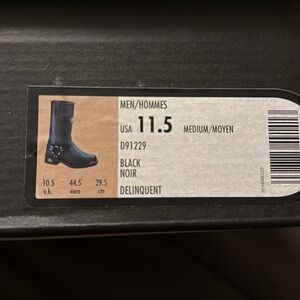 MEN/HOMMES
USA 11.5 MEDIUM/MOYEN
D91229
BLACK
NOIR
DELINQUENT
10.5 44.5 29.5
u.k. euro cm